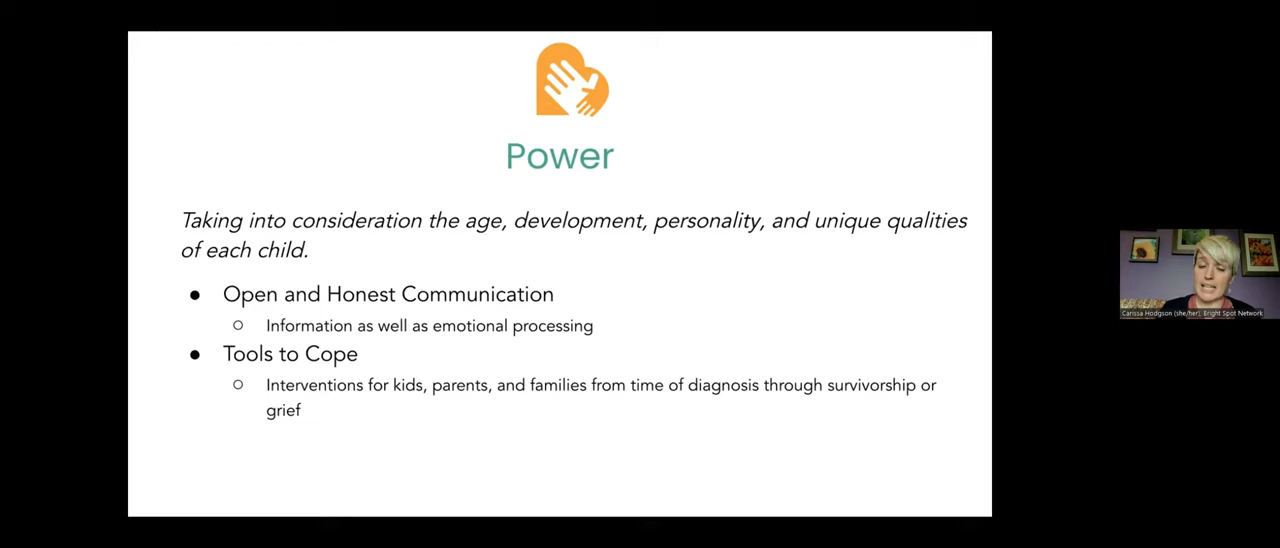 Power
Taking into consideration the age, development, personality, and unique qualities
of each child.
● Open and Honest Communication
○ Information as well as emotional processing
● Tools to Cope
○ Interventions for kids, parents, and families from time of diagnosis through survivorship or
grief
Carissa Hodgson (she/her), Bright Spot Network